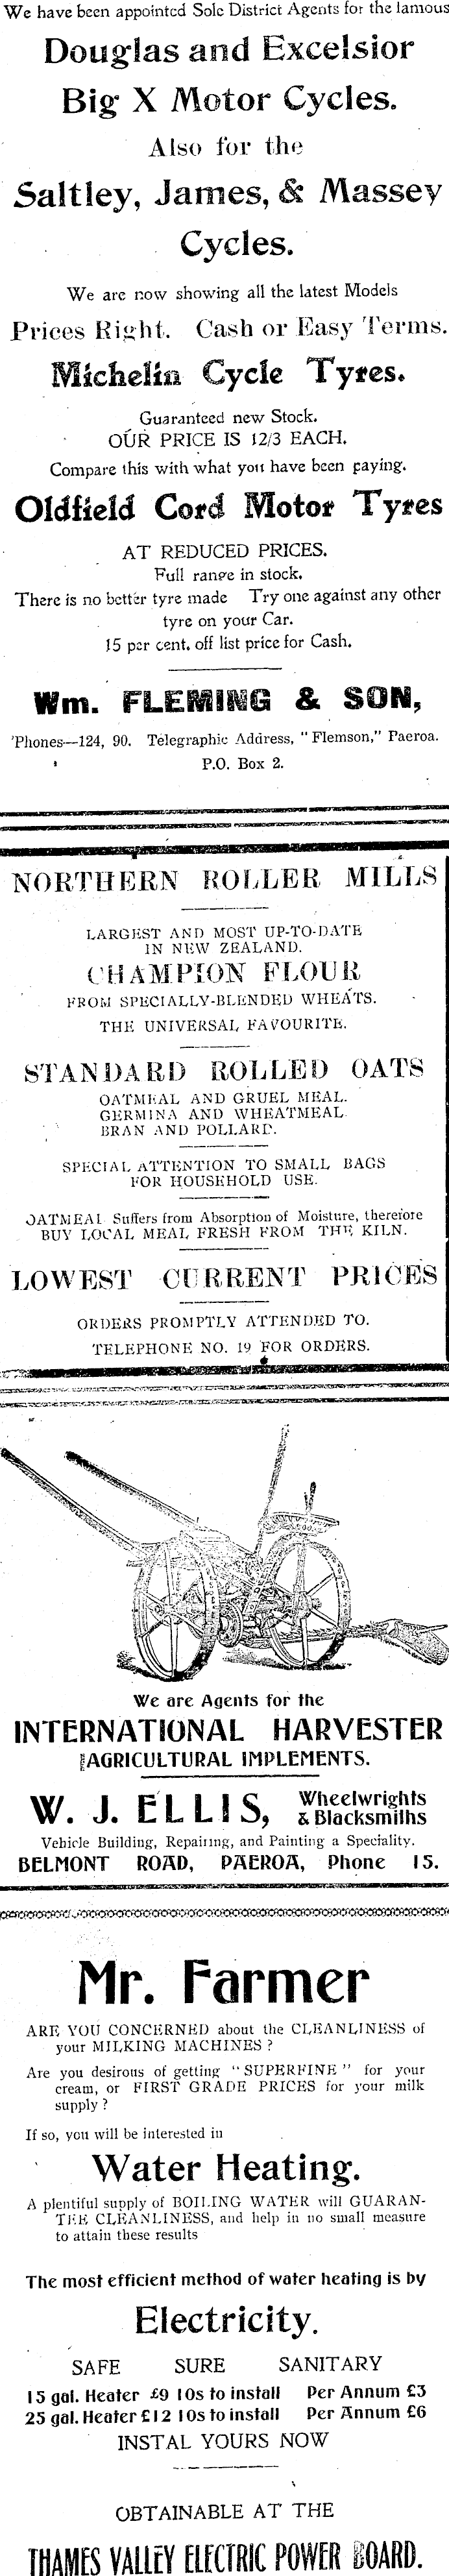 We have been appointed Sole District Agents for the famous
Douglas and Excelsior
Big X Motor Cycles.
Also for the
Saltley, James, & Massey
Cycles.
We are now showing all the latest Models
Prices Right. Cash or Easy Terms.
Michelin Cycle Tyres.
Guaranteed new Stock.
OUR PRICE IS 12/3 EACH.
Compare this with what you have been paying.
Oldfield Cord Motor Tyres
AT REDUCED PRICES.
Full range in stock.
There is no better tyre made Try one against any other
tyre on your Car.
15 per cent. off list price for Cash.
Wm. FLEMING & SON,
'Phones—124, 90. Telegraphic Address, "Flemson," Paeroa.
P.O. Box 2.
NORTHERN ROLLER MILLS
LARGEST AND MOST UP-TO-DATE
IN NEW ZEALAND.
CHAMPION FLOUR
FROM SPECIALLY-BLENDED WHEATS.
THE UNIVERSAL FAVOURITE.
STANDARD ROLLED OATS
OATMEAL AND GRUEL MEAL.
GERMINA AND WHEATMEAL
BRAN AND POLLARD.
SPECIAL ATTENTION TO SMALL BAGS
FOR HOUSEHOLD USE.
OATMEAL Suffers from Absorption of Moisture, therefore
BUY LOCAL MEAL FRESH FROM THE KILN.
LOWEST CURRENT PRICES
ORDERS PROMPTLY ATTENDED TO.
TELEPHONE NO. 19 FOR ORDERS.
We are Agents for the
INTERNATIONAL HARVESTER
AGRICULTURAL IMPLEMENTS.
W. J. ELLIS, Wheelwrights
& Blacksmiths
Vehicle Building, Repairing, and Painting a Speciality.
BELMONT ROAD, PAEROA, Phone 15.
Mr. Farmer
ARE YOU CONCERNED about the CLEANLINESS of
your MILKING MACHINES ?
Are you desirous of getting "SUPERFINE" for your
cream, or FIRST GRADE PRICES for your milk
supply ?
If so, you will be interested in
Water Heating.
A plentiful supply of BOILING WATER will GUARAN-
TEE CLEANLINESS, and help in no small measure
to attain these results
The most efficient method of water heating is by
Electricity.
SAFE SURE SANITARY
15 gal. Heater £9 10s to install Per Annum £3
25 gal. Heater £12 10s to install Per Annum £6
INSTAL YOURS NOW
OBTAINABLE AT THE
THAMES VALLEY ELECTRIC POWER BOARD.